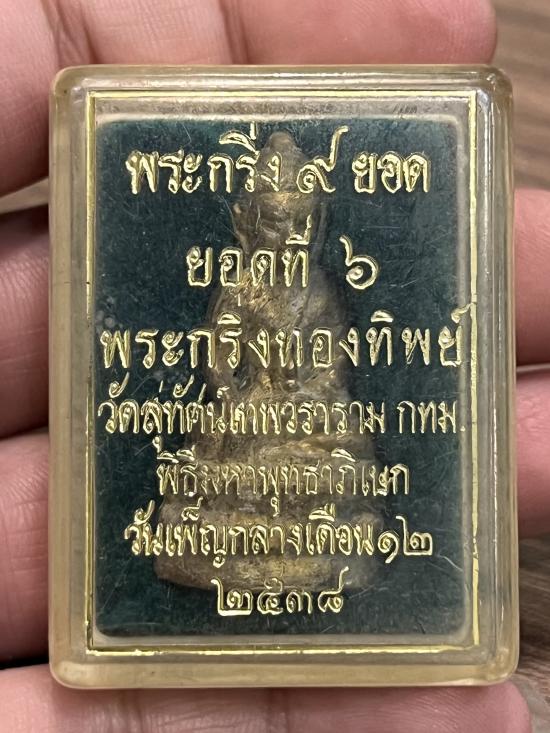 พระกริ่ง ๙ ยอด
ยอดที่ ๖
พระกริ่งทองทิพย์
วัดสุทัศน์เทพวราราม กทม.
พิธีมหาพุทธาภิเษก
วันเพ็ญกลางเดือน ๑๒
๒๕๓๘